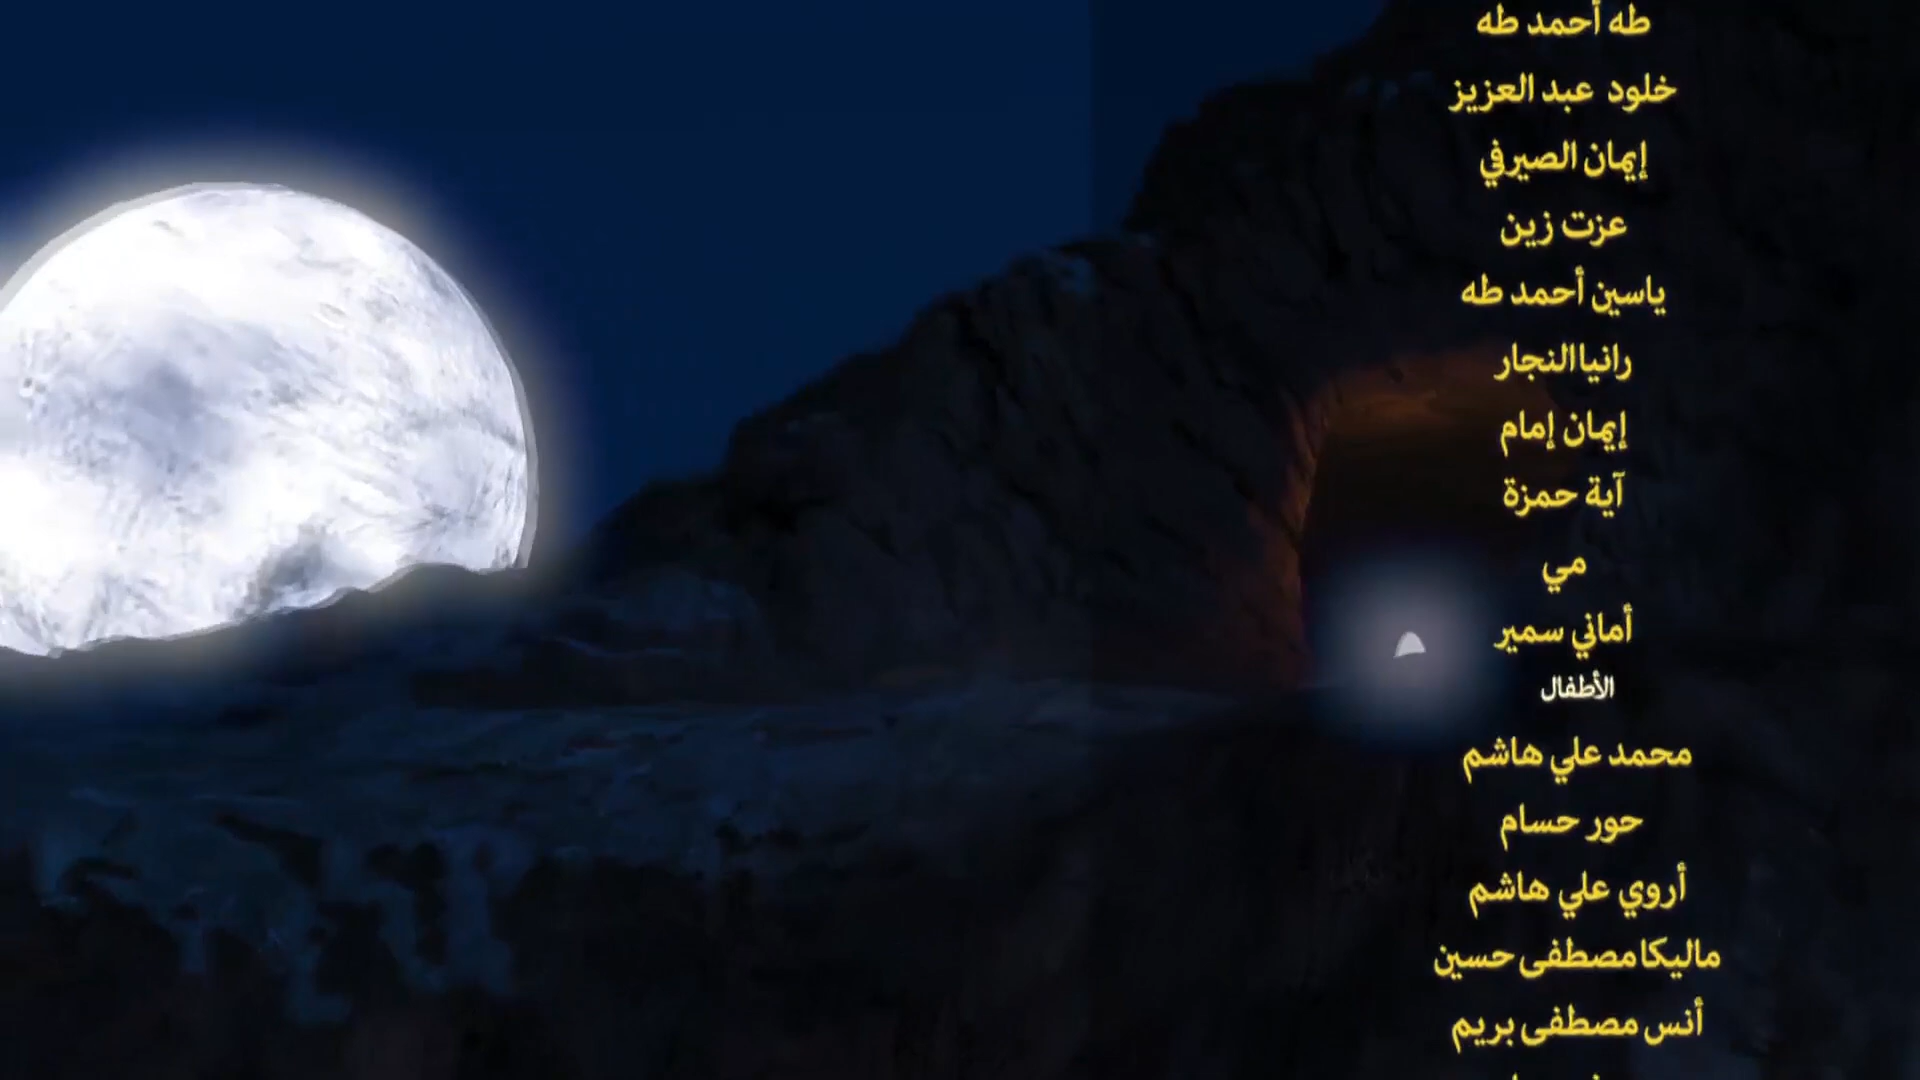 طه أحمد طه
خلود عبد العزيز
إيمان الصيرفي
عزت زين
ياسين أحمد طه
رانيا النجار
إيمان إمام
آية حمزة
مي
أماني سمير
الأطفال
محمد علي هاشم
حور حسام
أروي علي هاشم
ماليكا مصطفى حسين
أنس مصطفى بريم